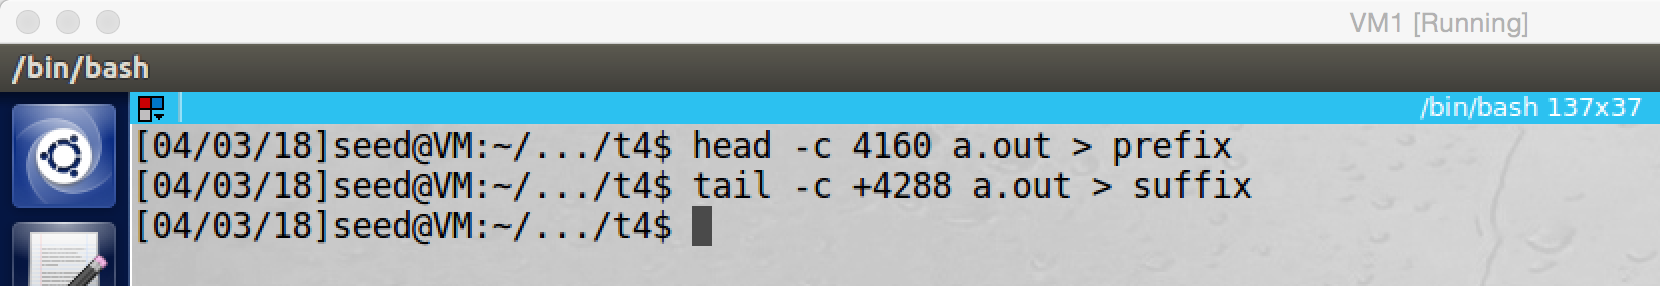 VM1 [Running]
/bin/bash
/bin/bash 137x37
[04/03/18]seed@VM:~/.../t4$ head -c 4160 a.out > prefix
[04/03/18]seed@VM:~/.../t4$ tail -c +4288 a.out > suffix
[04/03/18]seed@VM:~/.../t4$